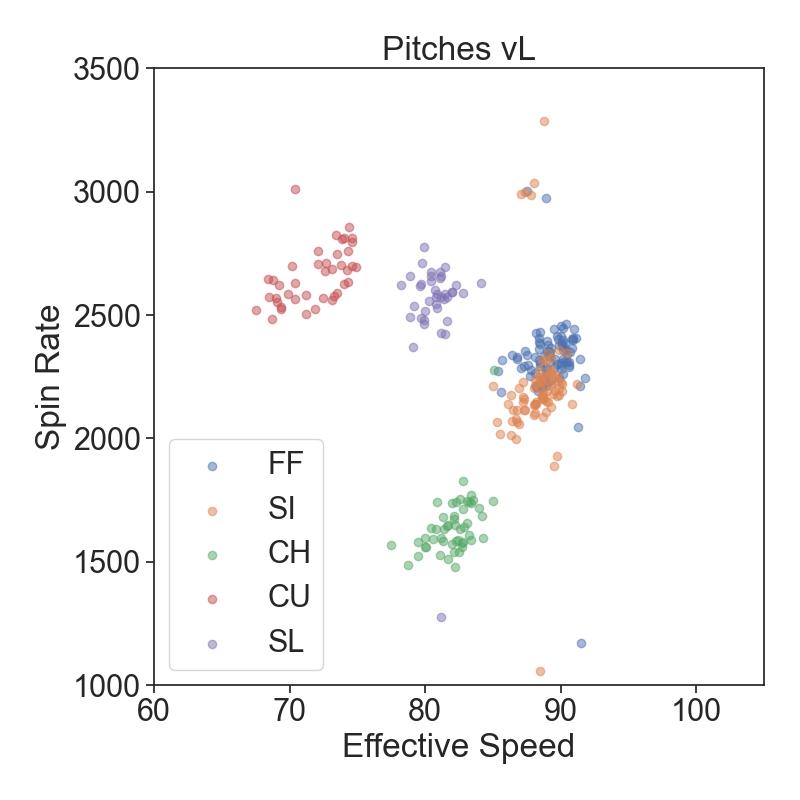 Pitches vL
3500
3000
2500
2000
1500
1000
Spin Rate
FF
SI
CH
CU
SL
60 70 80 90 100
Effective Speed